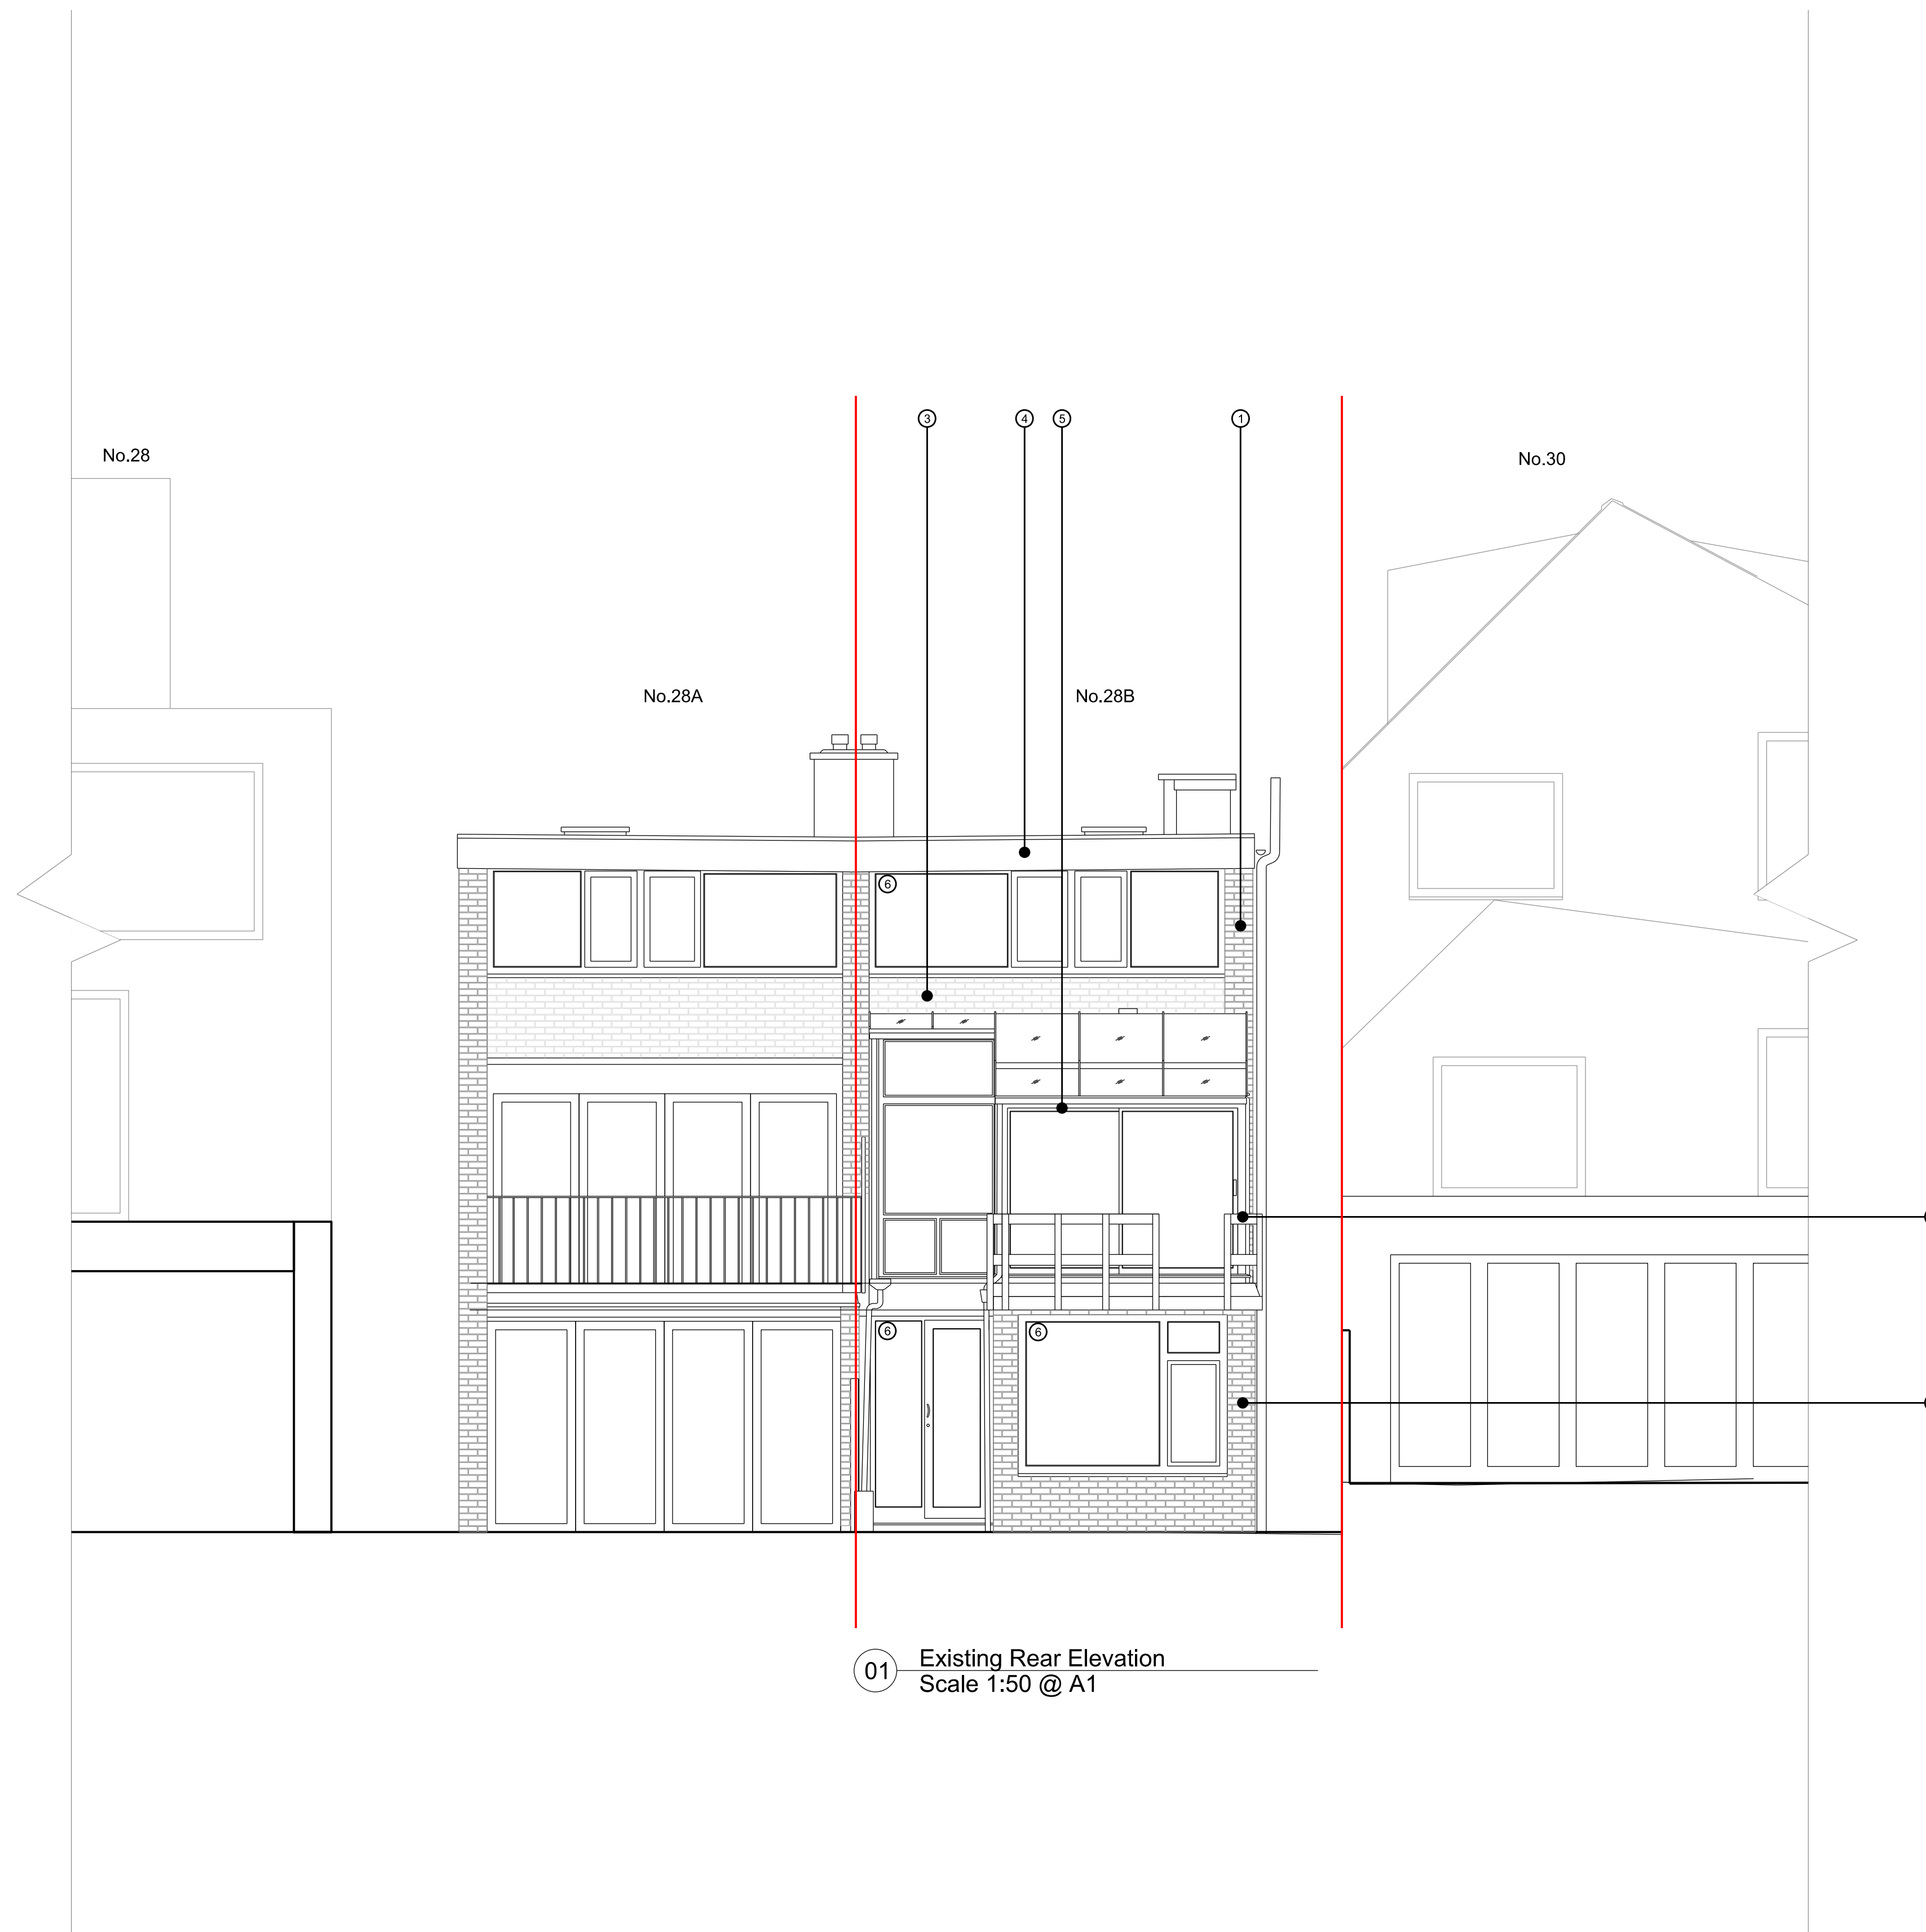 3 4 5 1
No.28
No.30
No.28A
No.28B
6
6
6
01
Existing Rear Elevation
Scale 1:50 @ A1